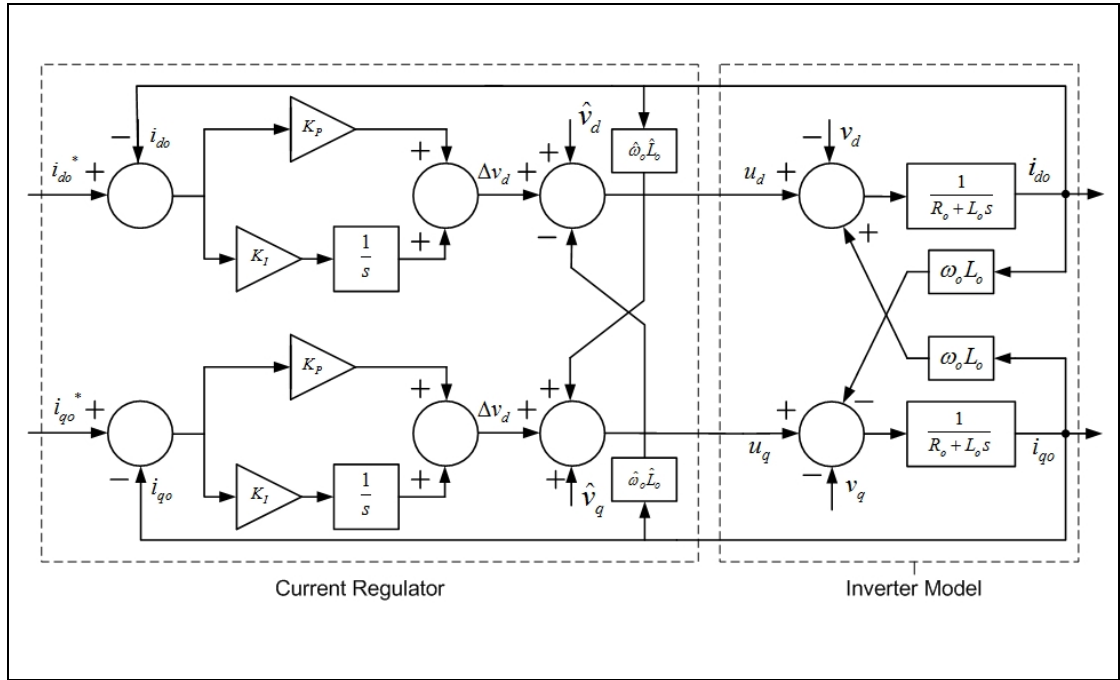 − i_do
i_do* +
K_P
K_I
1/s
+
+
Δv_d +
+ v̂_d
−
ω̂_o L̂_o
u_d +
− v_d
+
1/(R_o + L_o s)
i_do
ω_o L_o
ω_o L_o
i_qo* +
− i_qo
K_P
K_I
1/s
+
+
Δv_d +
+
+ v̂_q
ω̂_o L̂_o
+
u_q
−
− v_q
1/(R_o + L_o s)
i_qo
Current Regulator
Inverter Model